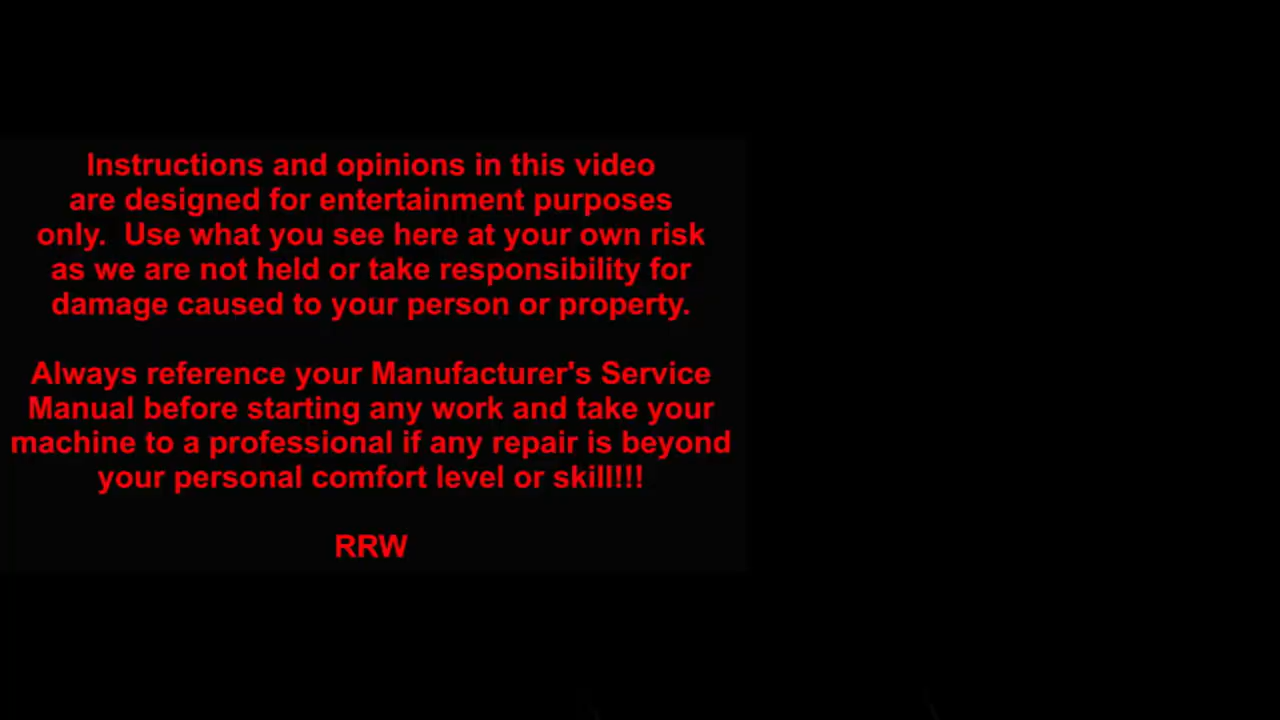 Instructions and opinions in this video
are designed for entertainment purposes
only.  Use what you see here at your own risk
as we are not held or take responsibility for
damage caused to your person or property.
Always reference your Manufacturer's Service
Manual before starting any work and take your
machine to a professional if any repair is beyond
your personal comfort level or skill!!!
RRW